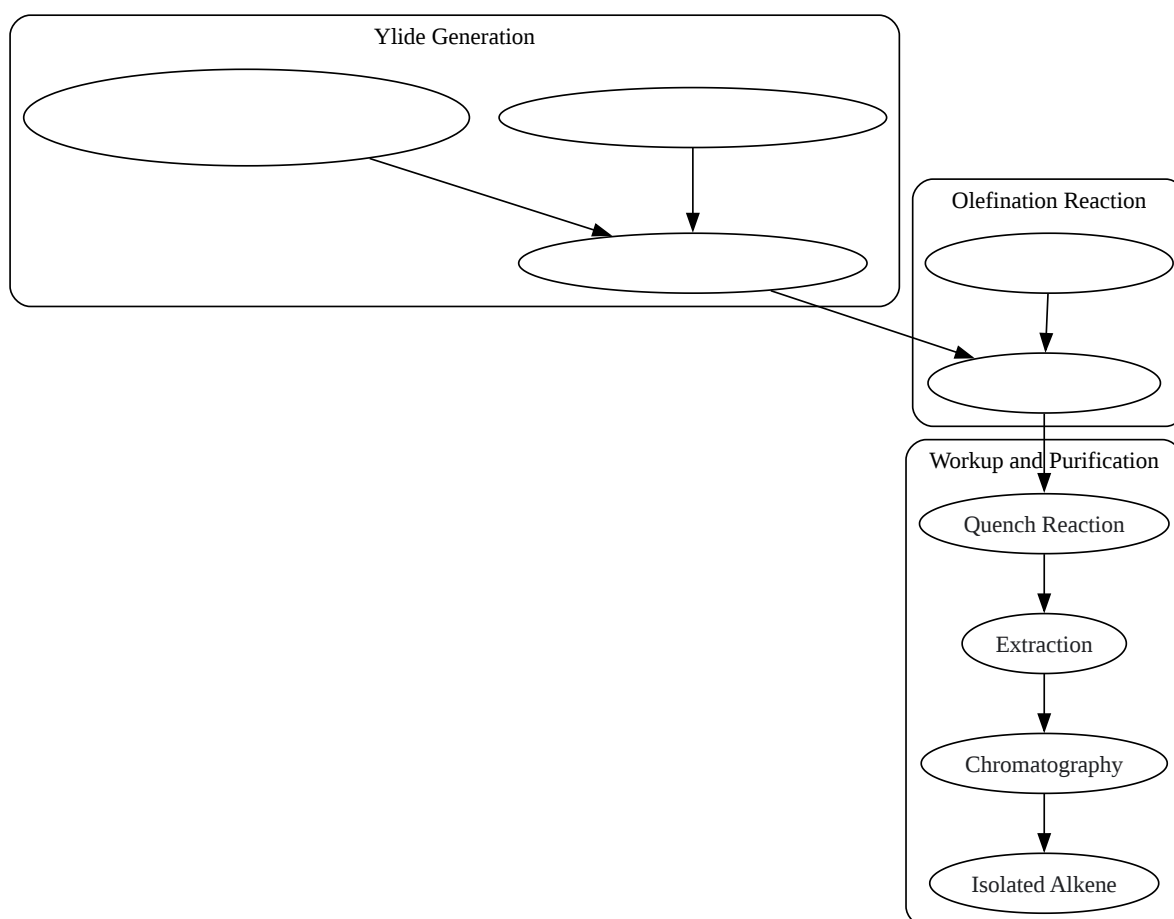 Ylide Generation
Olefination Reaction
Workup and Purification
Quench Reaction
Extraction
Chromatography
Isolated Alkene